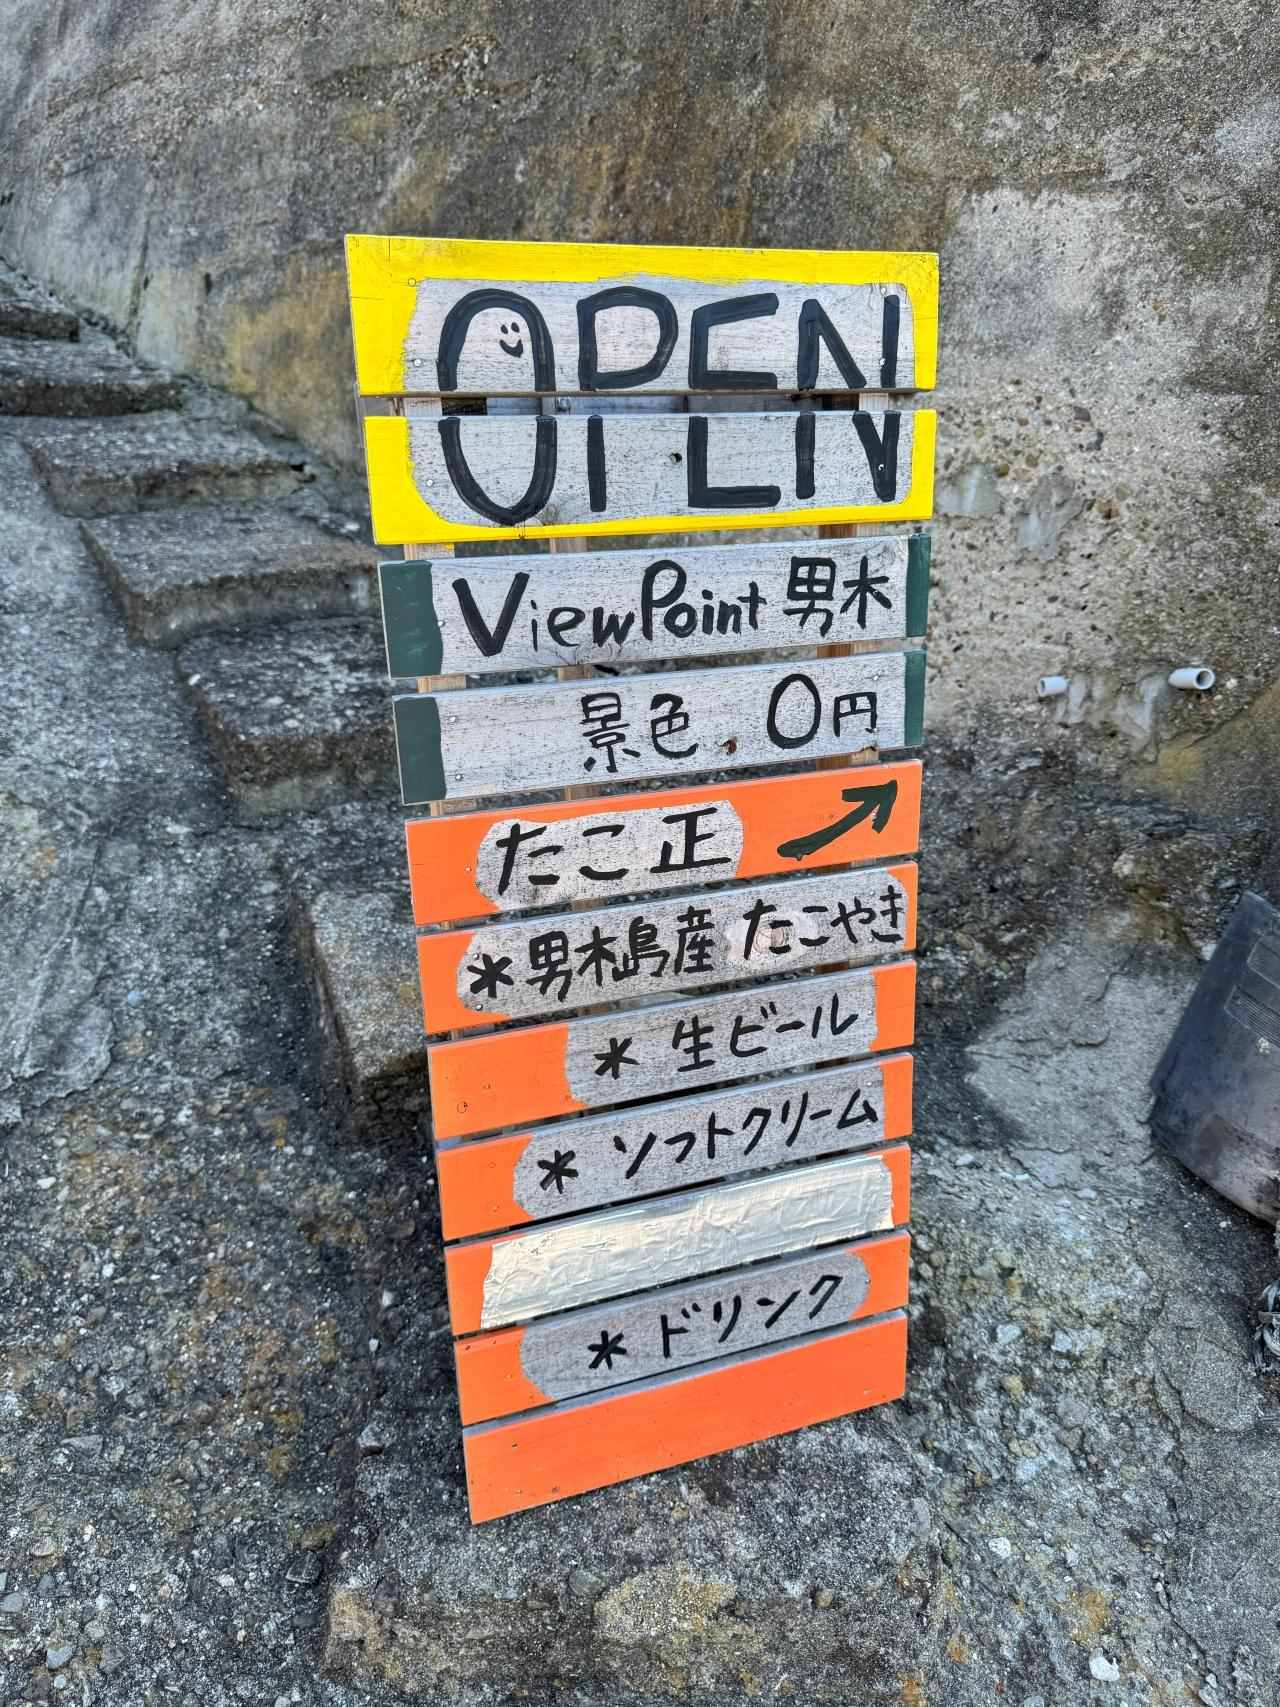 OPEN
ViewPoint 男木
景色．0円
たこ正 ↗
＊男木島産 たこやき
＊生ビール
＊ソフトクリーム
＊ドリンク